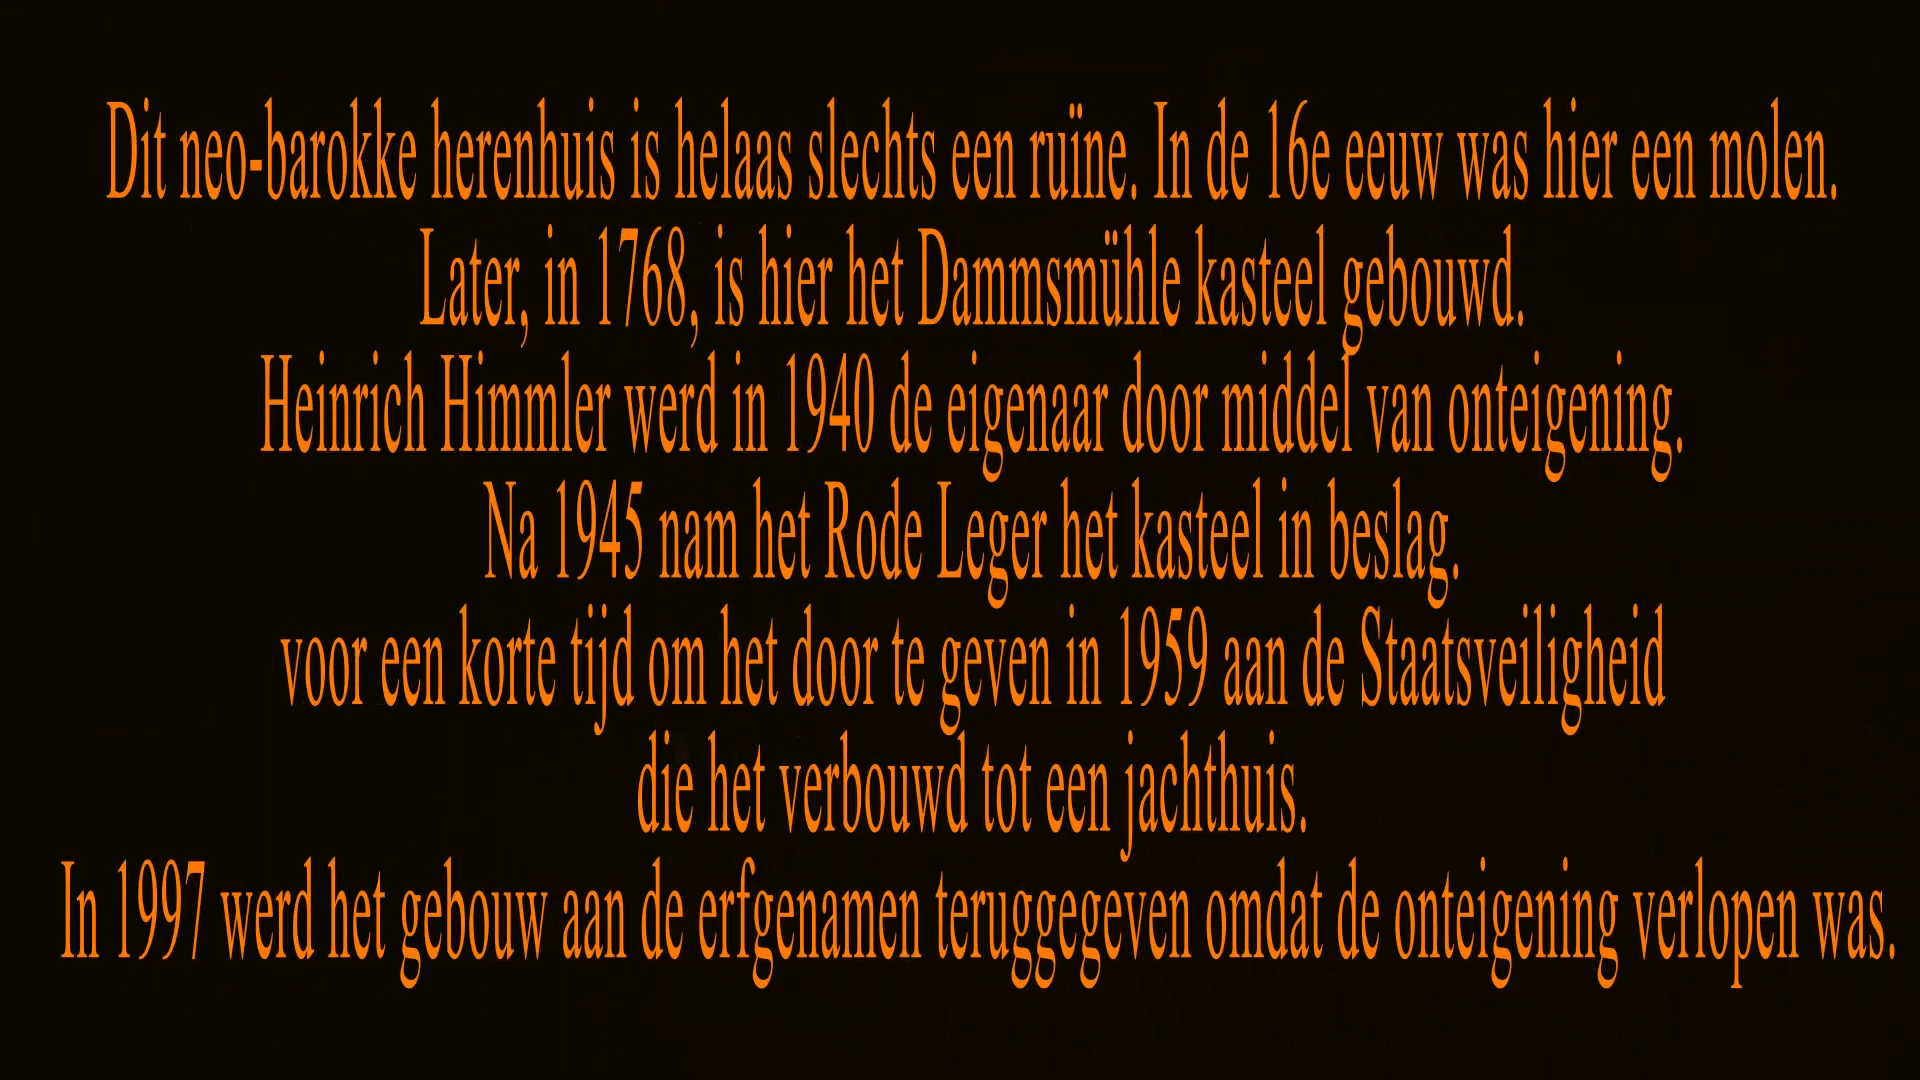 Dit neo-barokke herenhuis is helaas slechts een ruïne. In de 16e eeuw was hier een molen.
Later, in 1768, is hier het Dammsmühle kasteel gebouwd.
Heinrich Himmler werd in 1940 de eigenaar door middel van onteigening.
Na 1945 nam het Rode Leger het kasteel in beslag.
voor een korte tijd om het door te geven in 1959 aan de Staatsveiligheid
die het verbouwd tot een jachthuis.
In 1997 werd het gebouw aan de erfgenamen teruggegeven omdat de onteigening verlopen was.